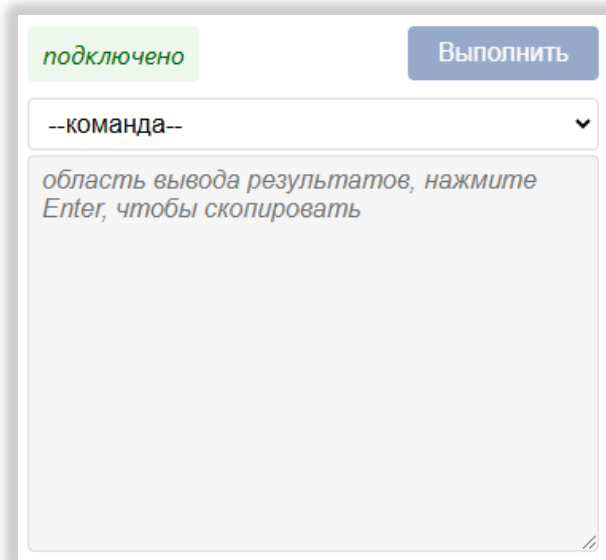 подключено
Выполнить
--команда--
область вывода результатов, нажмите
Enter, чтобы скопировать